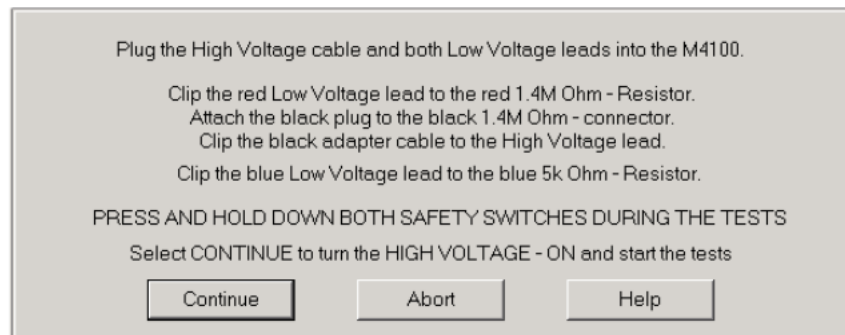 Plug the High Voltage cable and both Low Voltage leads into the M4100.
Clip the red Low Voltage lead to the red 1.4M Ohm - Resistor.
Attach the black plug to the black 1.4M Ohm - connector.
Clip the black adapter cable to the High Voltage lead.
Clip the blue Low Voltage lead to the blue 5k Ohm - Resistor.
PRESS AND HOLD DOWN BOTH SAFETY SWITCHES DURING THE TESTS
Select CONTINUE to turn the HIGH VOLTAGE - ON and start the tests
Continue Abort Help